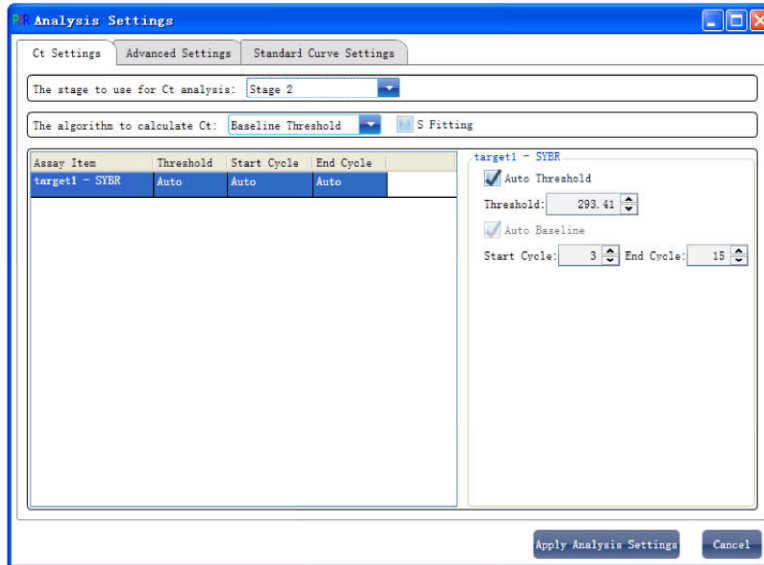 PCR Analysis Settings
Ct Settings Advanced Settings Standard Curve Settings
The stage to use for Ct analysis: Stage 2
The algorithm to calculate Ct: Baseline Threshold S Fitting
Assay Item Threshold Start Cycle End Cycle
target1 - SYBR Auto Auto Auto
target1 - SYBR
Auto Threshold
Threshold: 293.41
Auto Baseline
Start Cycle: 3 End Cycle: 15
Apply Analysis Settings Cancel